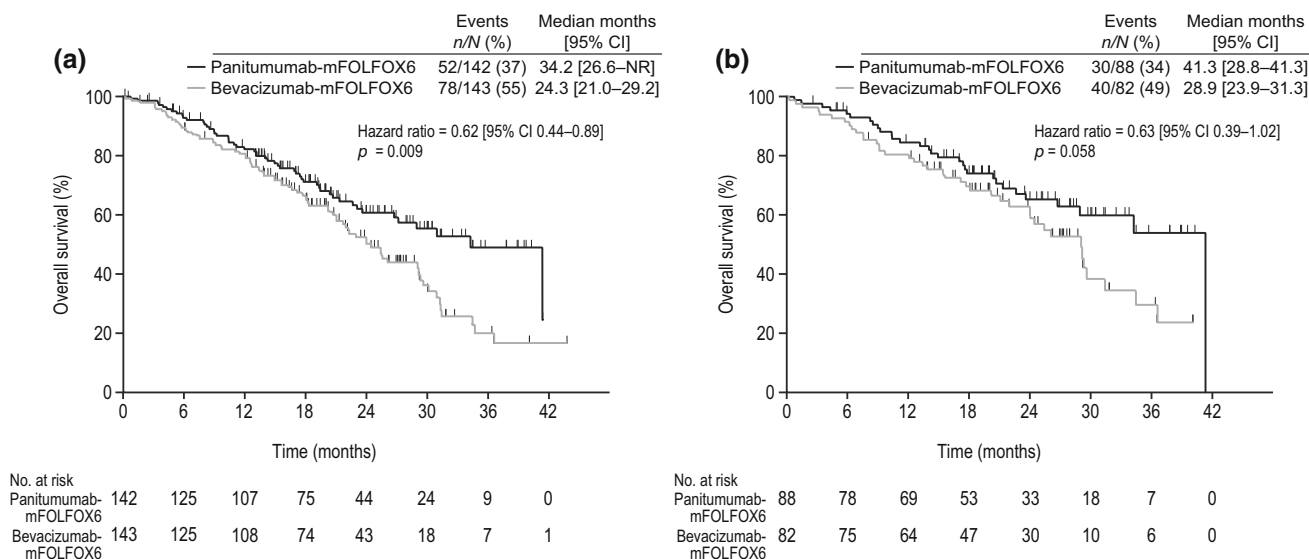 (a)
Events Median months
n/N (%) [95% CI]
Panitumumab-mFOLFOX6 52/142 (37) 34.2 [26.6–NR]
Bevacizumab-mFOLFOX6 78/143 (55) 24.3 [21.0–29.2]
Hazard ratio = 0.62 [95% CI 0.44–0.89]
p = 0.009
Overall survival (%)
100
80
60
40
20
0
0 6 12 18 24 30 36 42
Time (months)
No. at risk
Panitumumab- 142 125 107 75 44 24 9 0
mFOLFOX6
Bevacizumab- 143 125 108 74 43 18 7 1
mFOLFOX6
(b)
Events Median months
n/N (%) [95% CI]
Panitumumab-mFOLFOX6 30/88 (34) 41.3 [28.8–41.3]
Bevacizumab-mFOLFOX6 40/82 (49) 28.9 [23.9–31.3]
Hazard ratio = 0.63 [95% CI 0.39–1.02]
p = 0.058
Overall survival (%)
100
80
60
40
20
0
0 6 12 18 24 30 36 42
Time (months)
No. at risk
Panitumumab- 88 78 69 53 33 18 7 0
mFOLFOX6
Bevacizumab- 82 75 64 47 30 10 6 0
mFOLFOX6